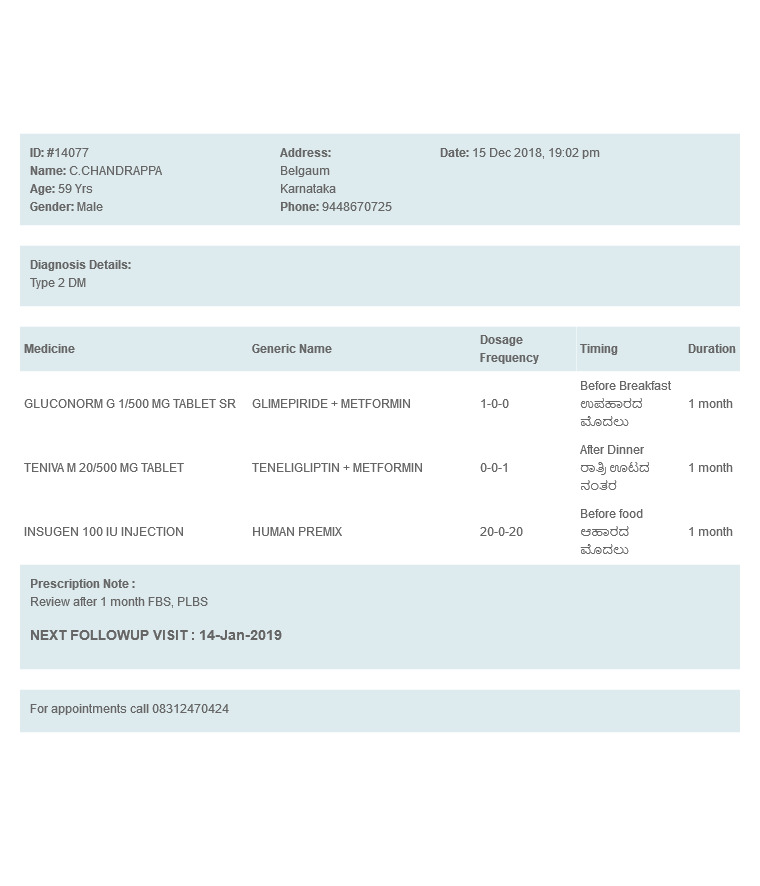 ID: #14077
Name: C.CHANDRAPPA
Age: 59 Yrs
Gender: Male
Address:
Belgaum
Karnataka
Phone: 9448670725
Date: 15 Dec 2018, 19:02 pm
Diagnosis Details:
Type 2 DM
Medicine Generic Name Dosage Frequency Timing Duration
GLUCONORM G 1/500 MG TABLET SR GLIMEPIRIDE + METFORMIN 1-0-0 Before Breakfast
ಉಪಹಾರದ
ಮೊದಲು
1 month
TENIVA M 20/500 MG TABLET TENELIGLIPTIN + METFORMIN 0-0-1 After Dinner
ರಾತ್ರಿ ಊಟದ
ನಂತರ
1 month
INSUGEN 100 IU INJECTION HUMAN PREMIX 20-0-20 Before food
ಆಹಾರದ
ಮೊದಲು
1 month
Prescription Note :
Review after 1 month FBS, PLBS
NEXT FOLLOWUP VISIT : 14-Jan-2019
For appointments call 08312470424